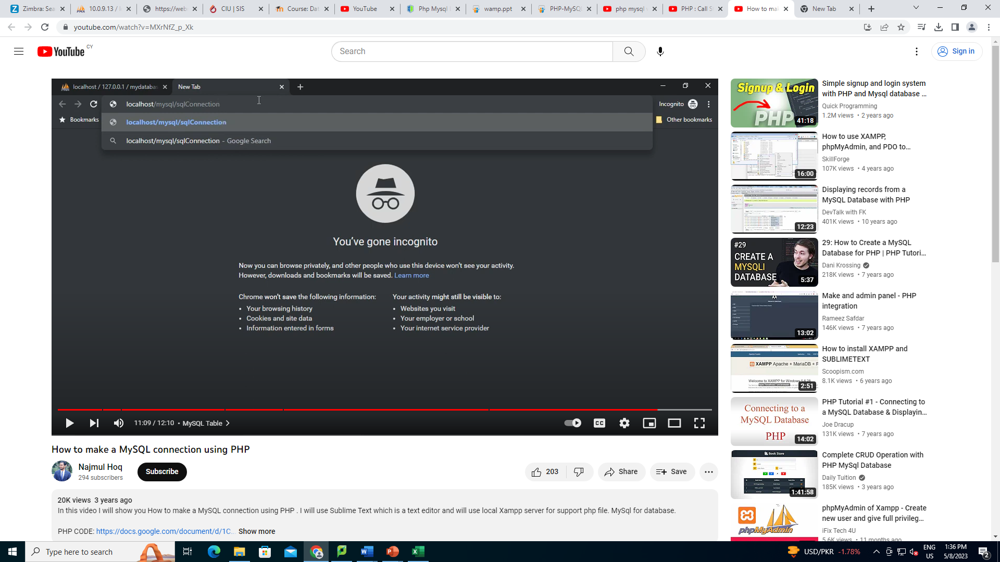 Zimbra: Sea
10.0.9.13 / l
https://web
CIU | SIS
Course: Dat
YouTube
Php Mysql L
wamp.ppt
PHP-MySQ
php mysql
PHP : Call S
How to mak
New Tab
youtube.com/watch?v=MXrNfZ_p_Xk
YouTube CY
Search
Sign in
localhost / 127.0.0.1 / mydatabas
New Tab
localhost/mysql/sqlConnection
Incognito
Bookmarks
localhost/mysql/sqlConnection
Other bookmarks
localhost/mysql/sqlConnection - Google Search
You've gone incognito
Now you can browse privately, and other people who use this device won't see your activity.
However, downloads and bookmarks will be saved. Learn more
Chrome won't save the following information:
• Your browsing history
• Cookies and site data
• Information entered in forms
Your activity might still be visible to:
• Websites you visit
• Your employer or school
• Your internet service provider
11:09 / 12:10 • MySQL Table
CC
How to make a MySQL connection using PHP
Najmul Hoq
294 subscribers
Subscribe
203
Share
Save
20K views 3 years ago
In this video I will show you How to make a MySQL connection using PHP . I will use Sublime Text which is a text editor and will use local Xampp server for support php file. MySql for database.
PHP CODE: https://docs.google.com/document/d/1C... Show more
Signup & Login
PHP
41:18
Simple signup and login system
with PHP and Mysql database ...
Quick Programming
1.2M views • 2 years ago
16:00
How to use XAMPP,
phpMyAdmin, and PDO to...
SkillForge
107K views • 4 years ago
12:23
Displaying records from a
MySQL Database with PHP
DevTalk with FK
401K views • 10 years ago
#29
CREATE A
MYSQLI
DATABASE
5:37
29: How to Create a MySQL
Database for PHP | PHP Tutori...
Dani Krossing
218K views • 7 years ago
13:02
Make and admin panel - PHP
integration
Rameez Safdar
146K views • 7 years ago
XAMPP Apache + MariaDB + P
Welcome to XAMPP for Windows 5.6.28
2:51
How to install XAMPP and
SUBLIMETEXT
Scoopism.com
8.1K views • 6 years ago
Connecting to a
MySQL Database
PHP
14:02
PHP Tutorial #1 - Connecting to
a MySQL Database & Displayin...
Joe Dracup
131K views • 7 years ago
Book Store
1:41:58
Complete CRUD Operation with
PHP MySql Database
Daily Tuition
185K views • 3 years ago
phpMyAdmin
phpMyAdmin of Xampp - Create
new user and give full privileg...
iFix Tech 4U
5.6K views • 11 months ago
Type here to search
USD/PKR -1.78%
ENG
US
1:36 PM
5/8/2023
2